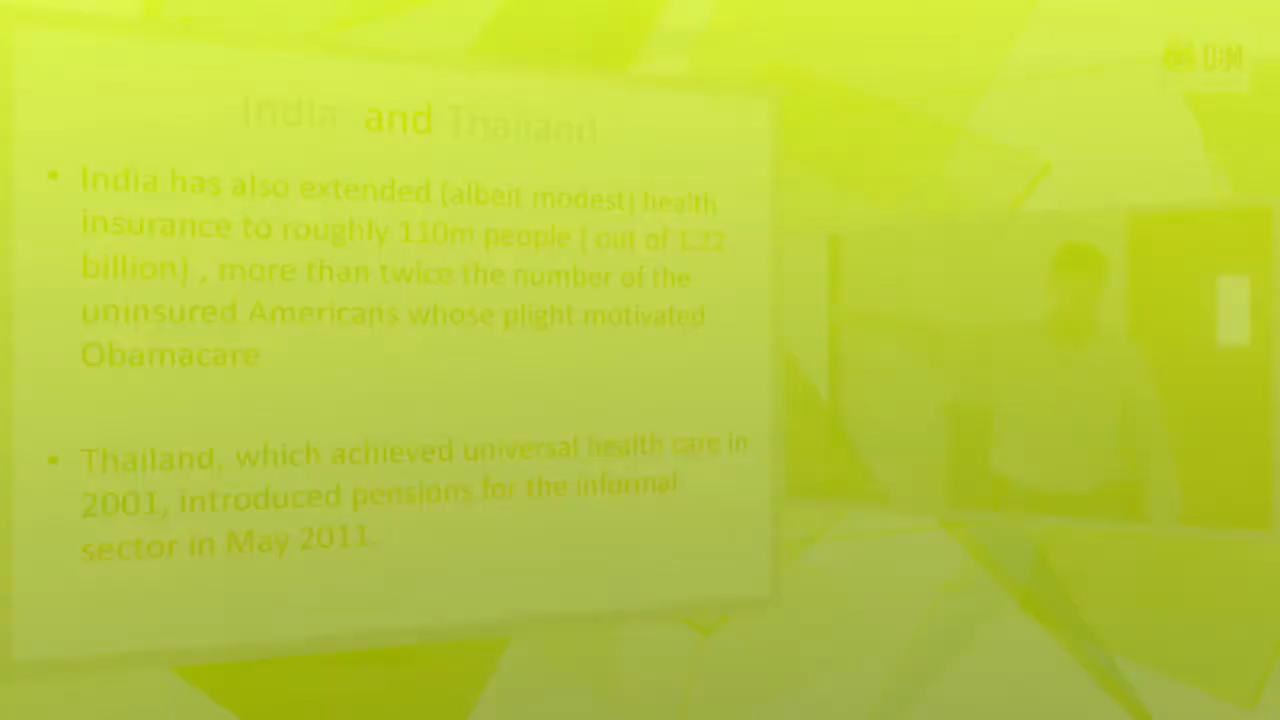 India and Thailand
• India has also extended (albeit modest) health
insurance to roughly 110m people ( out of 1.22
billion) , more than twice the number of the
uninsured Americans whose plight motivated
Obamacare
• Thailand, which achieved universal health care in
2001, introduced pensions for the informal
sector in May 2011.